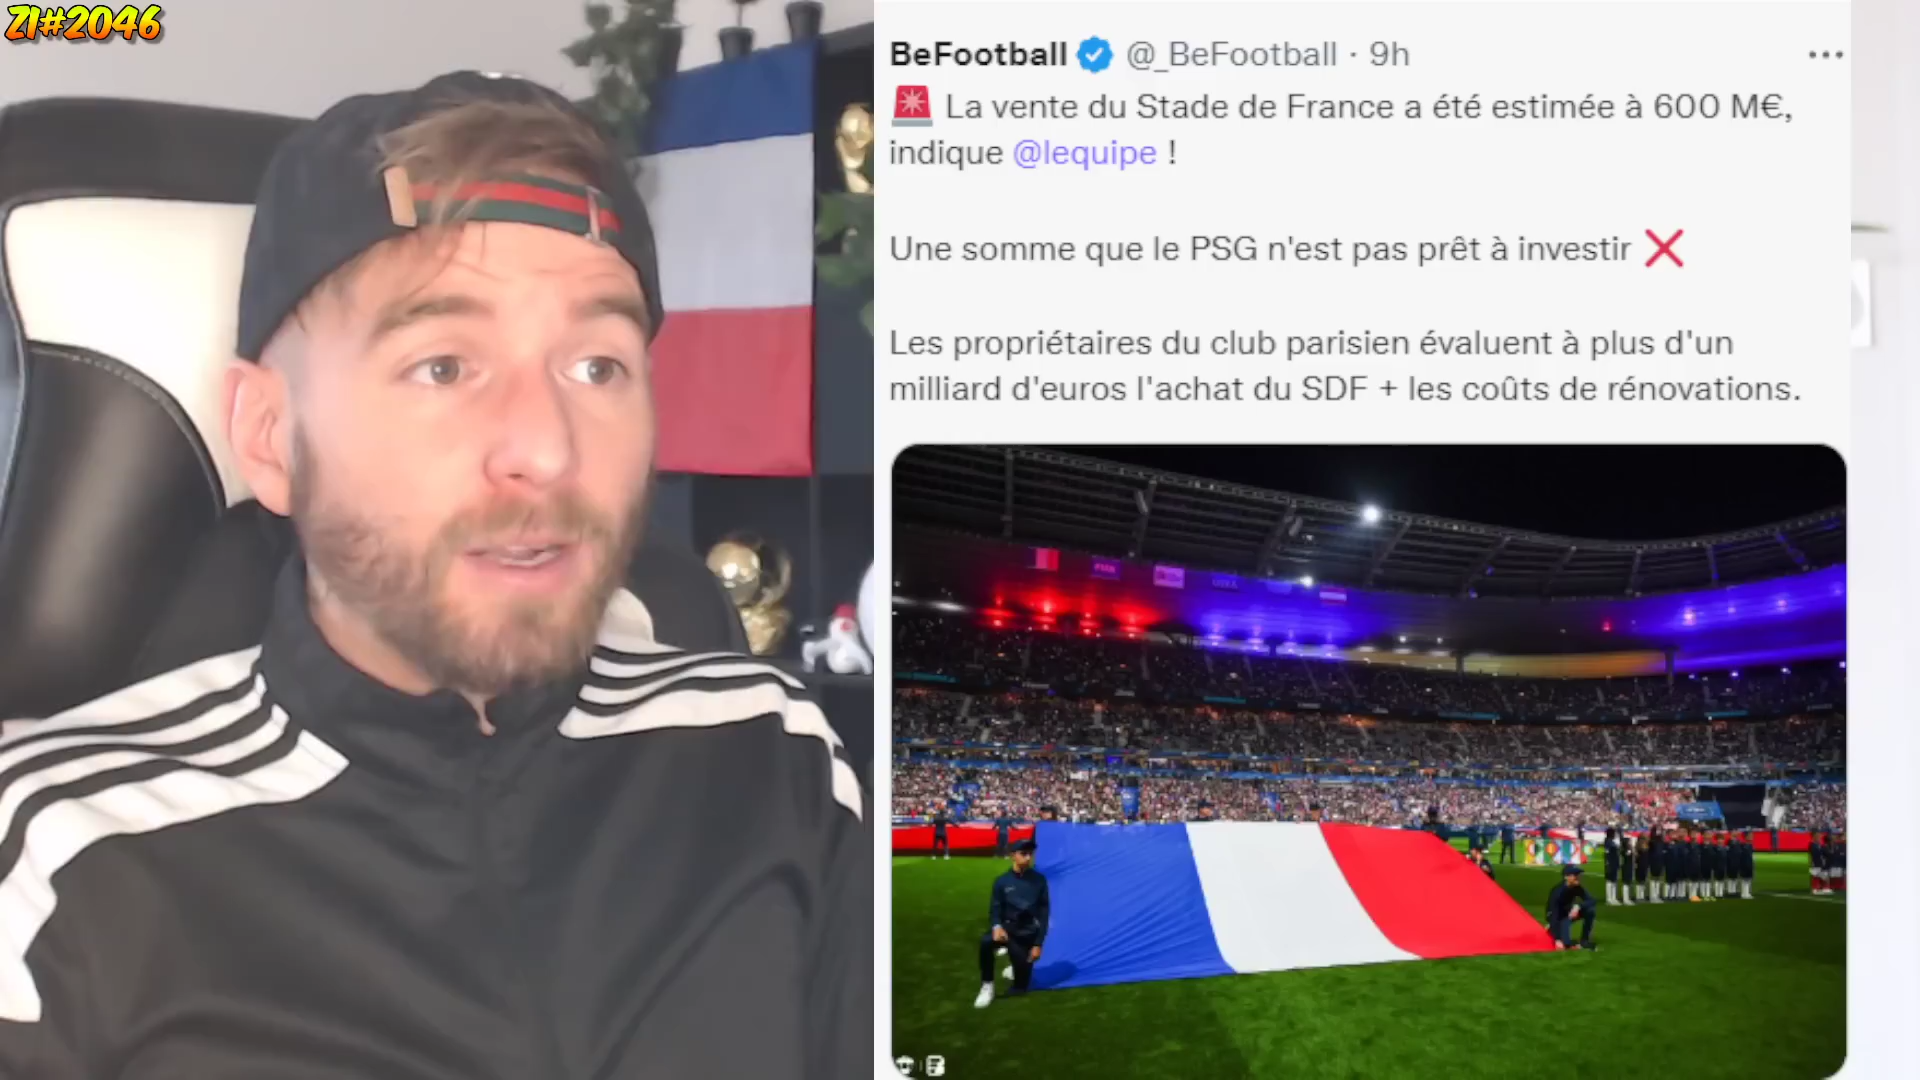 ZI#2046
BeFootball @_BeFootball · 9h
🚨 La vente du Stade de France a été estimée à 600 M€,
indique @lequipe !
Une somme que le PSG n'est pas prêt à investir ❌
Les propriétaires du club parisien évaluent à plus d'un
milliard d'euros l'achat du SDF + les coûts de rénovations.